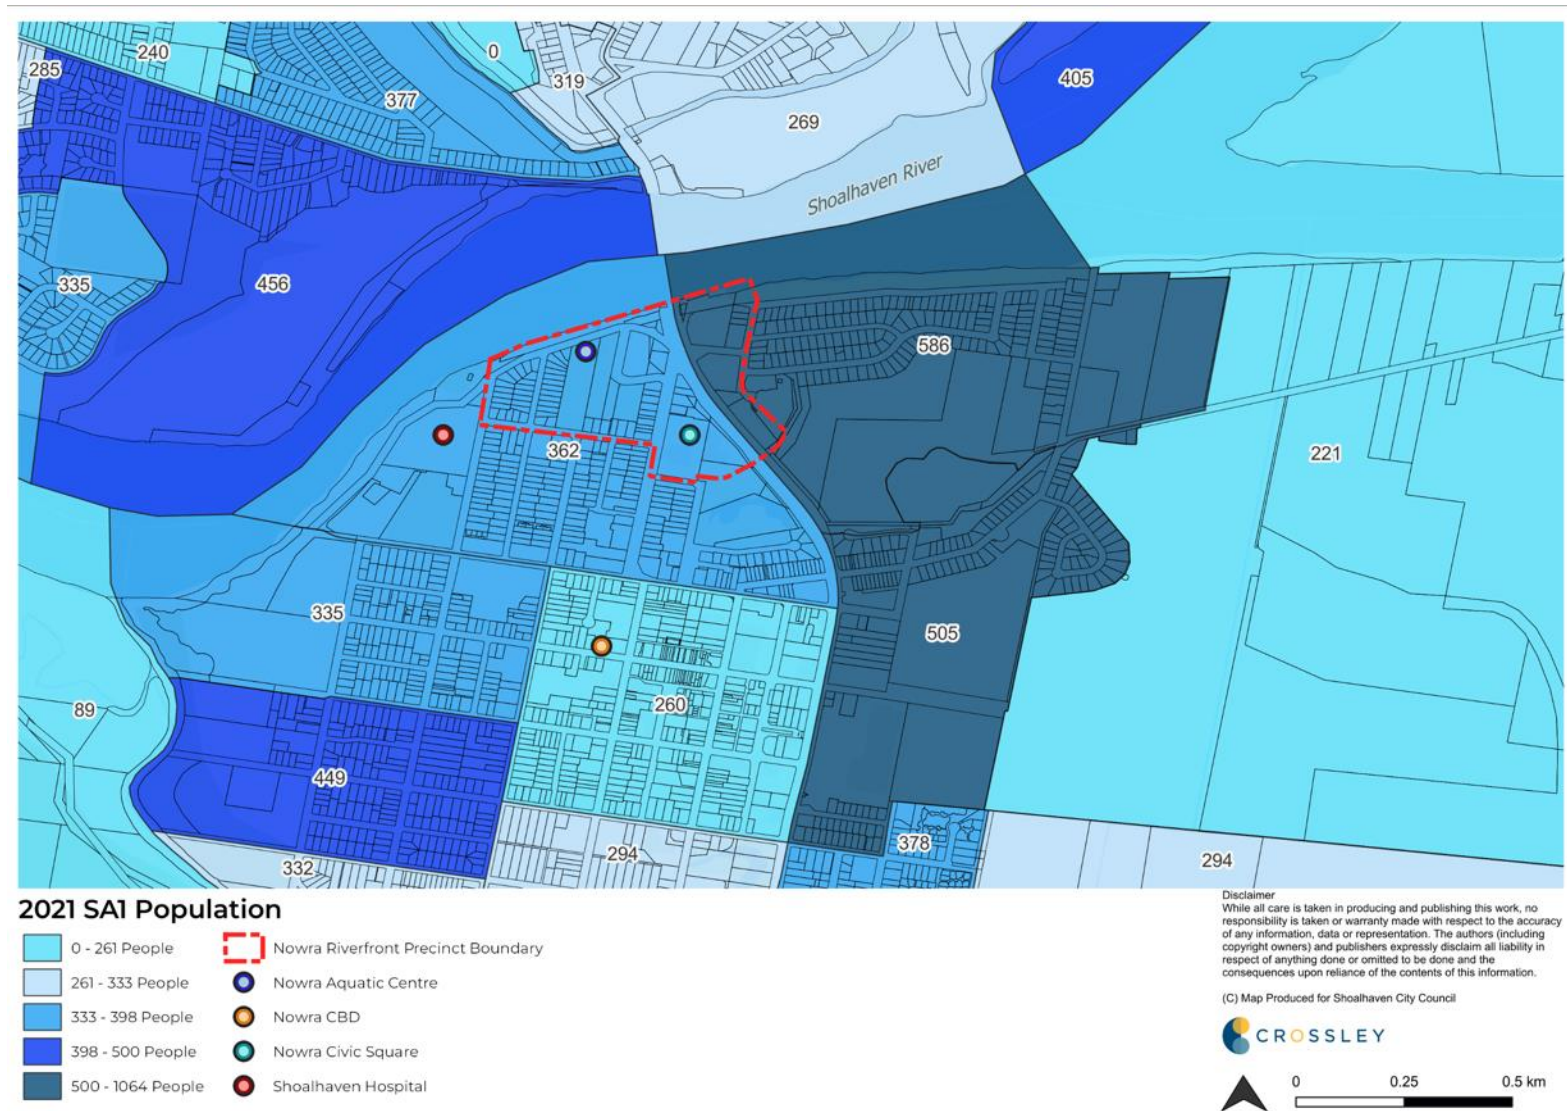 240
0
285
319
377
405
269
Shoalhaven River
335
456
586
362
221
335
505
260
89
449
378
332
294
294
2021 SA1 Population
0 - 261 People
261 - 333 People
333 - 398 People
398 - 500 People
500 - 1064 People
Nowra Riverfront Precinct Boundary
Nowra Aquatic Centre
Nowra CBD
Nowra Civic Square
Shoalhaven Hospital
Disclaimer
While all care is taken in producing and publishing this work, no
responsibility is taken or warranty made with respect to the accuracy
of any information, data or representation. The authors (including
copyright owners) and publishers expressly disclaim all liability in
respect of anything done or omitted to be done and the
consequences upon reliance of the contents of this information.
(C) Map Produced for Shoalhaven City Council
CROSSLEY
0 0.25 0.5 km